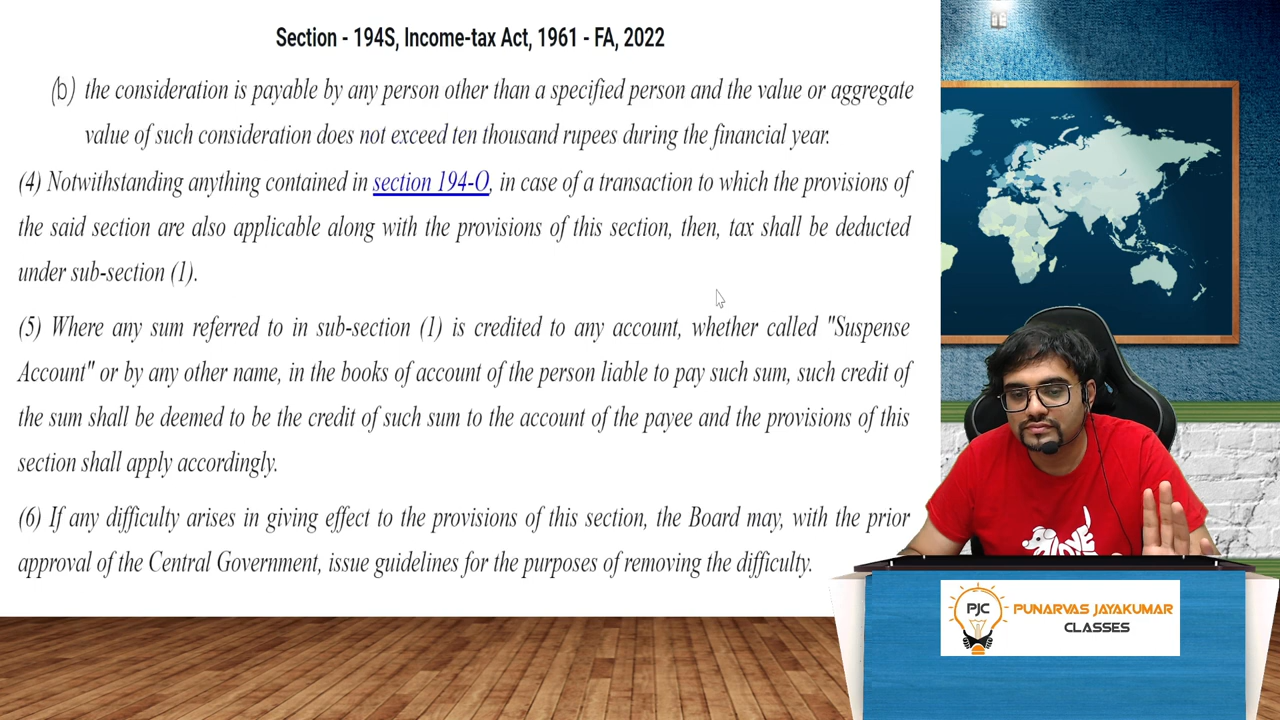 Section - 194S, Income-tax Act, 1961 - FA, 2022
(b) the consideration is payable by any person other than a specified person and the value or aggregate
value of such consideration does not exceed ten thousand rupees during the financial year.
(4) Notwithstanding anything contained in section 194-O, in case of a transaction to which the provisions of
the said section are also applicable along with the provisions of this section, then, tax shall be deducted
under sub-section (1).
(5) Where any sum referred to in sub-section (1) is credited to any account, whether called "Suspense
Account" or by any other name, in the books of account of the person liable to pay such sum, such credit of
the sum shall be deemed to be the credit of such sum to the account of the payee and the provisions of this
section shall apply accordingly.
(6) If any difficulty arises in giving effect to the provisions of this section, the Board may, with the prior
approval of the Central Government, issue guidelines for the purposes of removing the difficulty.
PJC
PUNARVAS JAYAKUMAR
CLASSES